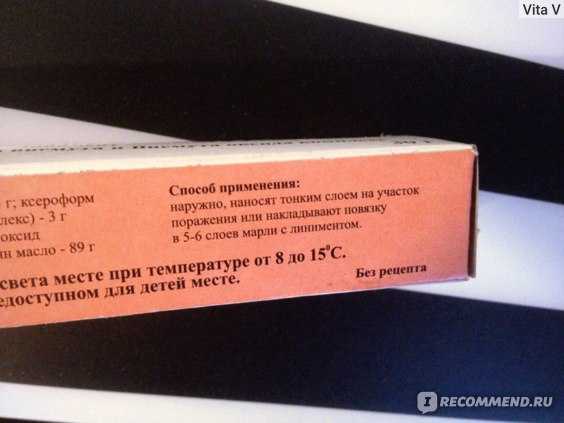 Vita V
г; ксероформ
лекс) - 3 г
оксид
ин масло - 89 г
Способ применения:
наружно, наносят тонким слоем на участок
поражения или накладывают повязку
в 5-6 слоев марли с линиментом.
света месте при температуре от 8 до 15°С.
едоступном для детей месте.
Без рецепта
IRECOMMEND.RU